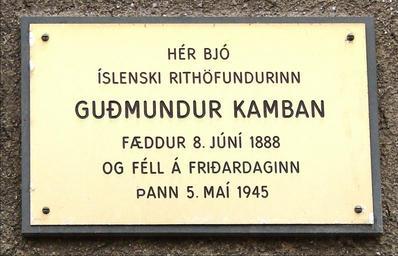 HÉR BJÓ
ÍSLENSKI RITHÖFUNDURINN
GUÐMUNDUR KAMBAN
FÆDDUR 8. JÚNÍ 1888
OG FÉLL Á FRIÐARDAGINN
ÞANN 5. MAÍ 1945